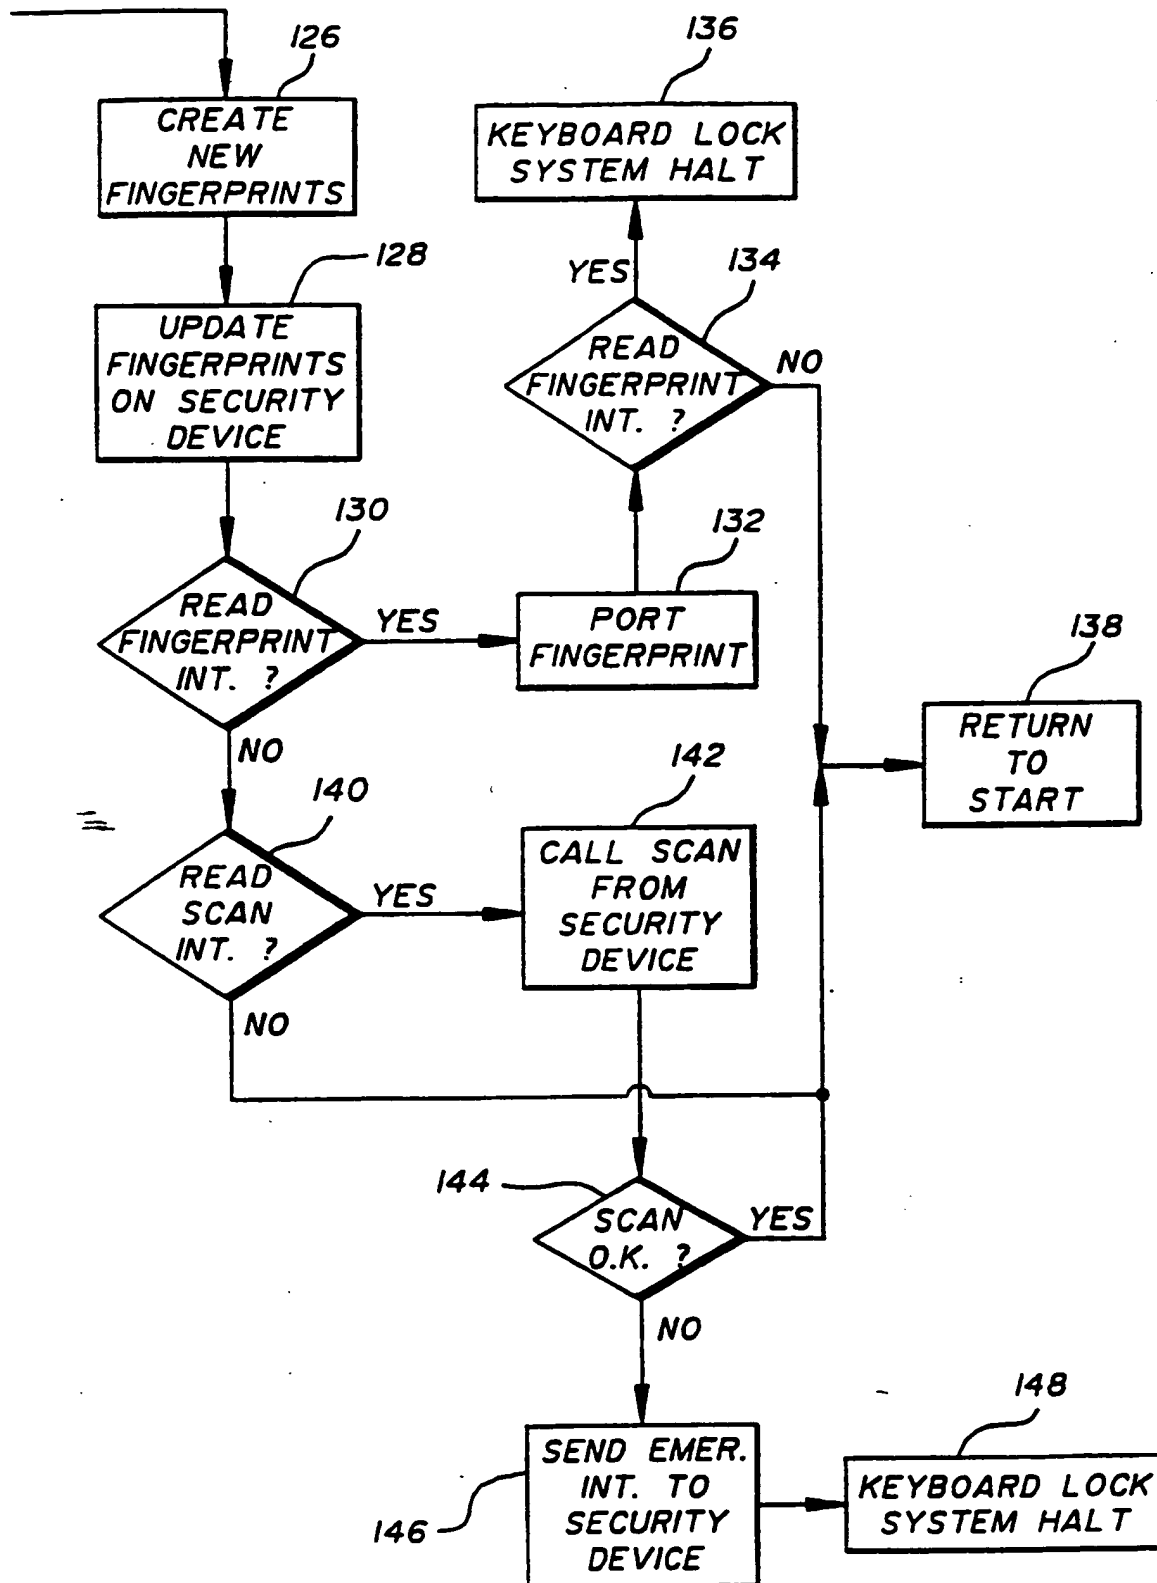 126
CREATE
NEW
FINGERPRINTS
128
UPDATE
FINGERPRINTS
ON SECURITY
DEVICE
130
READ
FINGERPRINT
INT. ?
YES
NO
132
PORT
FINGERPRINT
134
READ
FINGERPRINT
INT. ?
YES
NO
136
KEYBOARD LOCK
SYSTEM HALT
138
RETURN
TO
START
140
READ
SCAN
INT. ?
YES
NO
142
CALL SCAN
FROM
SECURITY
DEVICE
144
SCAN
O.K. ?
YES
NO
146
SEND EMER.
INT. TO
SECURITY
DEVICE
148
KEYBOARD LOCK
SYSTEM HALT